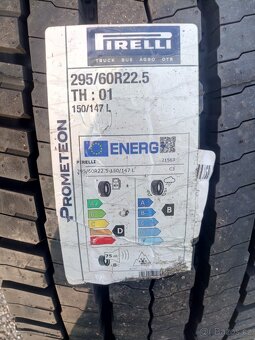 PIRELLI
TRUCK BUS AGRO OTR
295/60R22.5
TH : 01
150/147 L
PROMETEON
ENERG
PIRELLI
C3
295/60R22.5 150/147 L
A
B
D